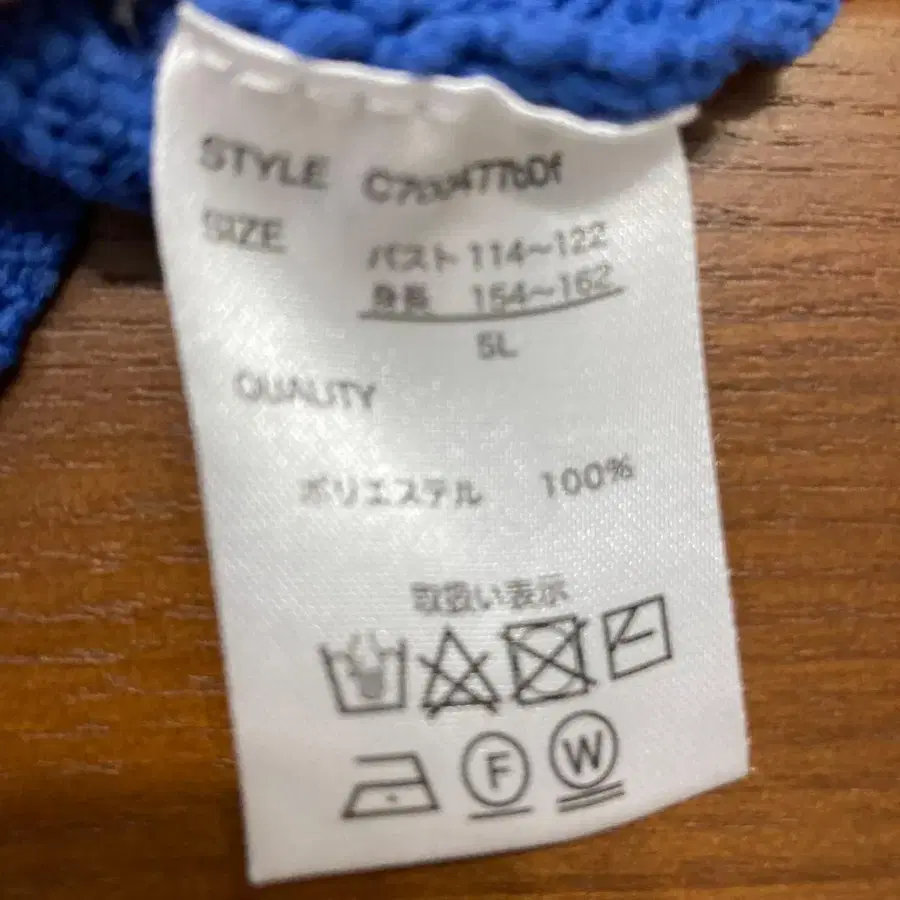 STYLE
SIZE
バスト 114～122
身長 154～162
5L
QUALITY
ポリエステル 100%
取扱い表示
F W